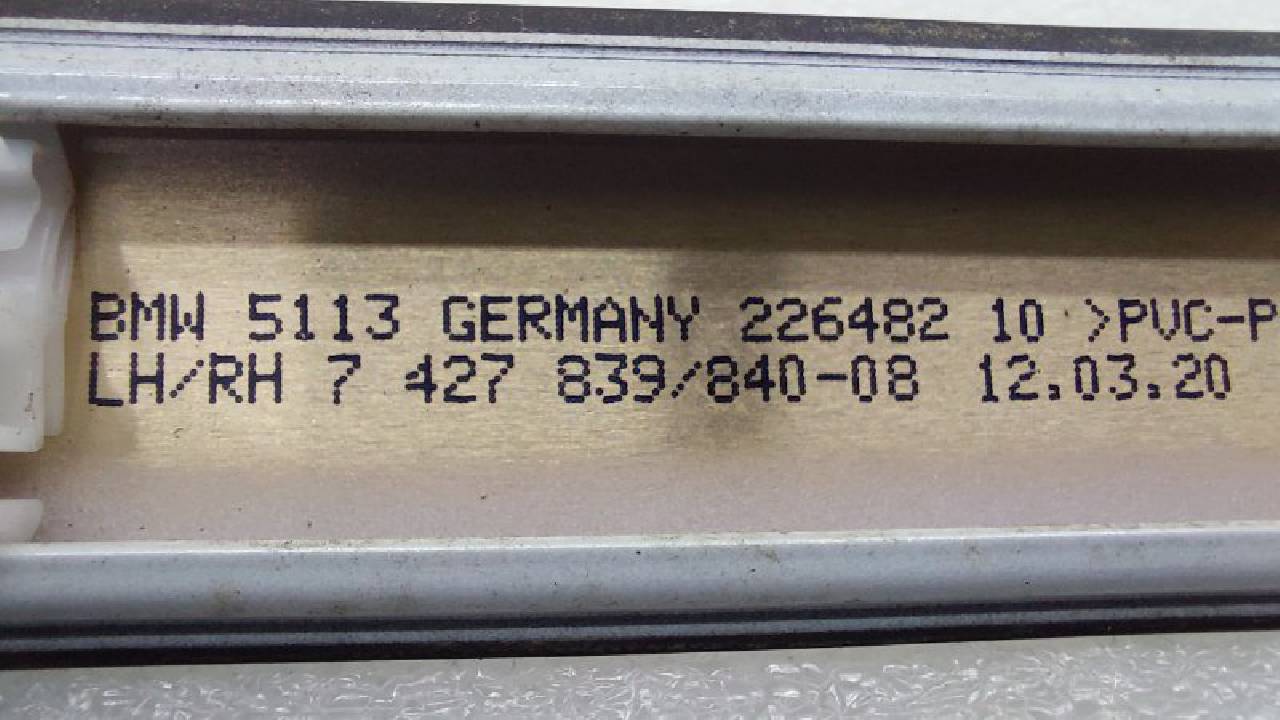 BMW 5113 GERMANY 226482 10 >PVC-P
LH/RH 7 427 839/840-08 12.03.20